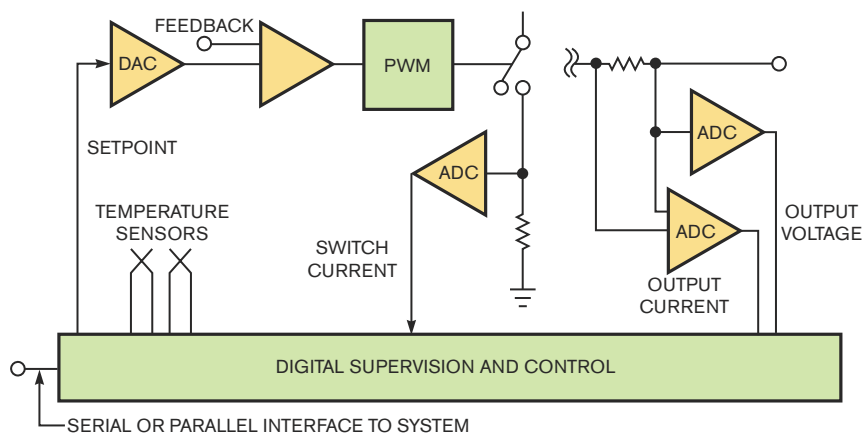 FEEDBACK
DAC
PWM
SETPOINT
ADC
ADC
ADC
TEMPERATURE
SENSORS
SWITCH
CURRENT
OUTPUT
VOLTAGE
OUTPUT
CURRENT
DIGITAL SUPERVISION AND CONTROL
SERIAL OR PARALLEL INTERFACE TO SYSTEM